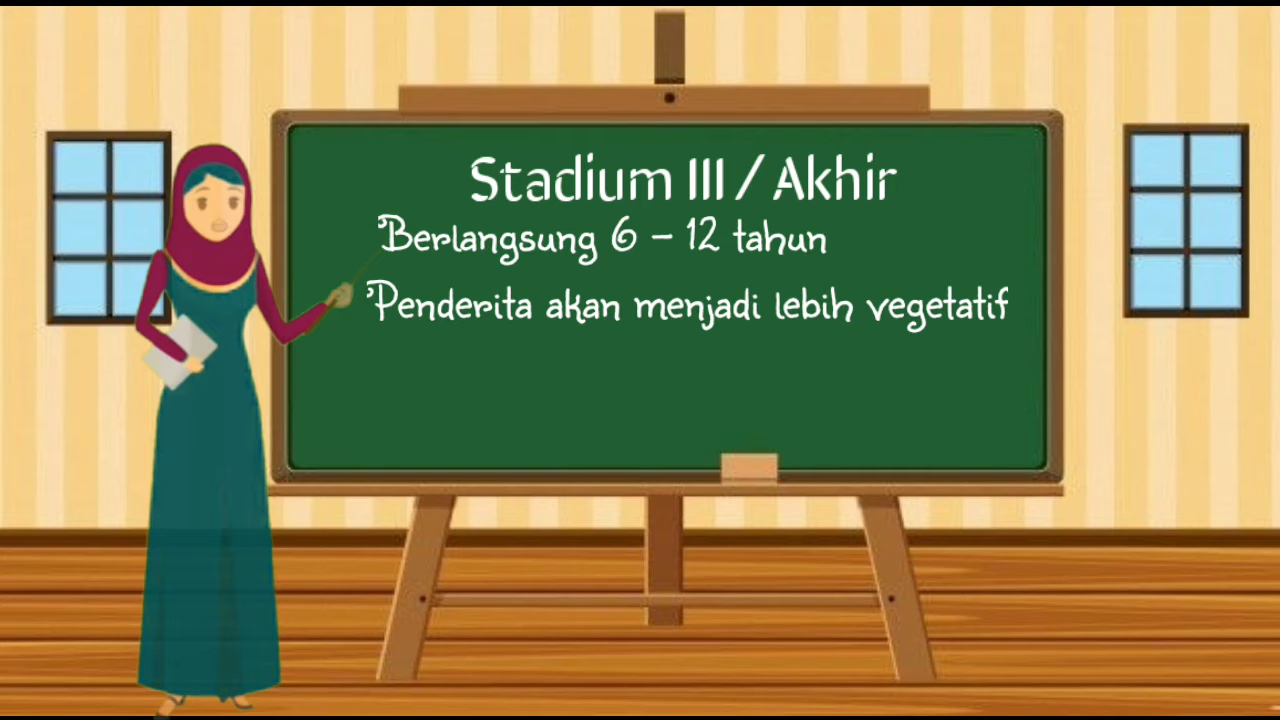 Stadium III / Akhir
Berlangsung 6 - 12 tahun
Penderita akan menjadi lebih vegetatif